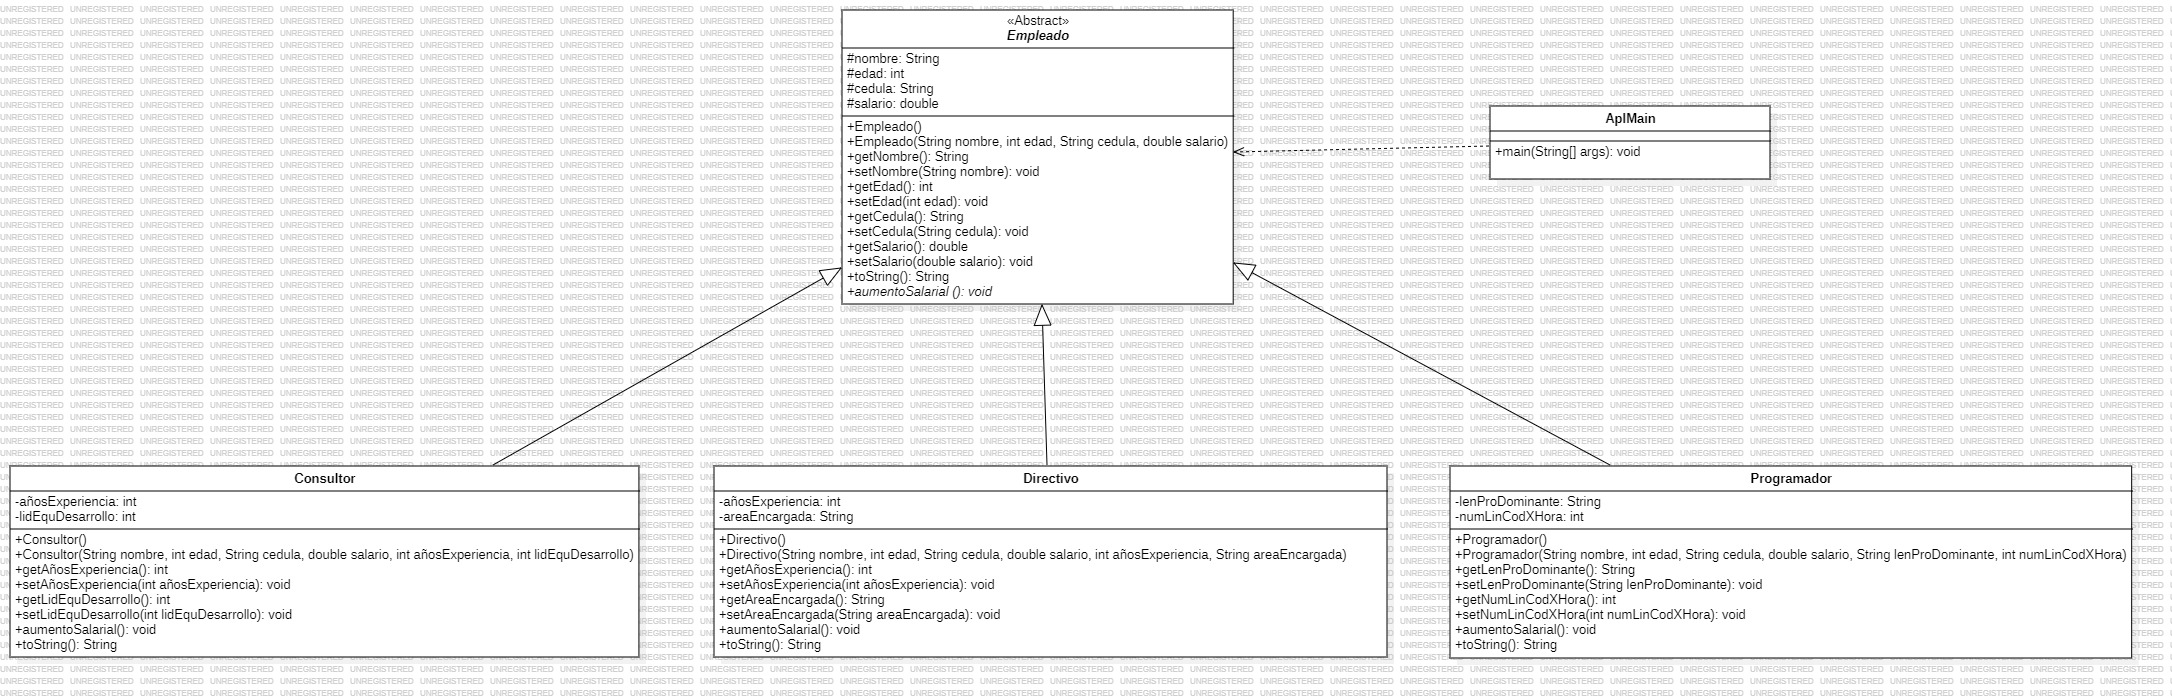 «Abstract»
Empleado
#nombre: String
#edad: int
#cedula: String
#salario: double
+Empleado()
+Empleado(String nombre, int edad, String cedula, double salario)
+getNombre(): String
+setNombre(String nombre): void
+getEdad(): int
+setEdad(int edad): void
+getCedula(): String
+setCedula(String cedula): void
+getSalario(): double
+setSalario(double salario): void
+toString(): String
+aumentoSalarial (): void
AplMain
+main(String[] args): void
Consultor
-añosExperiencia: int
-lidEquDesarrollo: int
+Consultor()
+Consultor(String nombre, int edad, String cedula, double salario, int añosExperiencia, int lidEquDesarrollo)
+getAñosExperiencia(): int
+setAñosExperiencia(int añosExperiencia): void
+getLidEquDesarrollo(): int
+setLidEquDesarrollo(int lidEquDesarrollo): void
+aumentoSalarial(): void
+toString(): String
Directivo
-añosExperiencia: int
-areaEncargada: String
+Directivo()
+Directivo(String nombre, int edad, String cedula, double salario, int añosExperiencia, String areaEncargada)
+getAñosExperiencia(): int
+setAñosExperiencia(int añosExperiencia): void
+getAreaEncargada(): String
+setAreaEncargada(String areaEncargada): void
+aumentoSalarial(): void
+toString(): String
Programador
-lenProDominante: String
-numLinCodXHora: int
+Programador()
+Programador(String nombre, int edad, String cedula, double salario, String lenProDominante, int numLinCodXHora)
+getLenProDominante(): String
+setLenProDominante(String lenProDominante): void
+getNumLinCodXHora(): int
+setNumLinCodXHora(int numLinCodXHora): void
+aumentoSalarial(): void
+toString(): String
UNREGISTERED